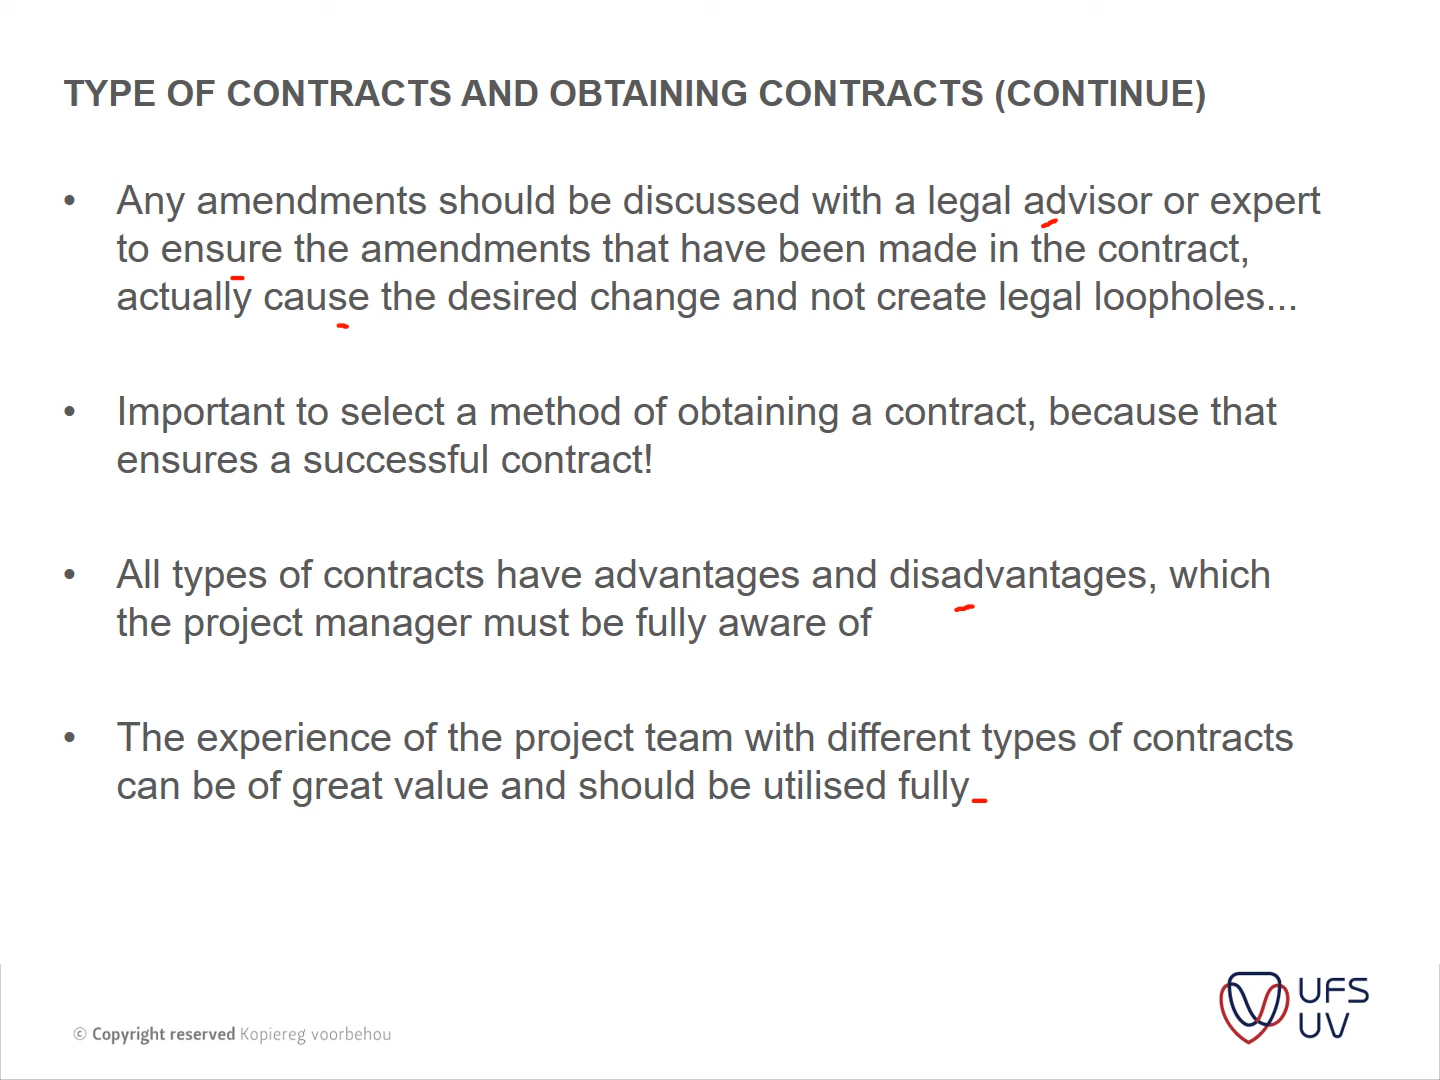 TYPE OF CONTRACTS AND OBTAINING CONTRACTS (CONTINUE)
• Any amendments should be discussed with a legal advisor or expert
to ensure the amendments that have been made in the contract,
actually cause the desired change and not create legal loopholes...
• Important to select a method of obtaining a contract, because that
ensures a successful contract!
• All types of contracts have advantages and disadvantages, which
the project manager must be fully aware of
• The experience of the project team with different types of contracts
can be of great value and should be utilised fully
© Copyright reserved Kopiereg voorbehou
UFS
UV